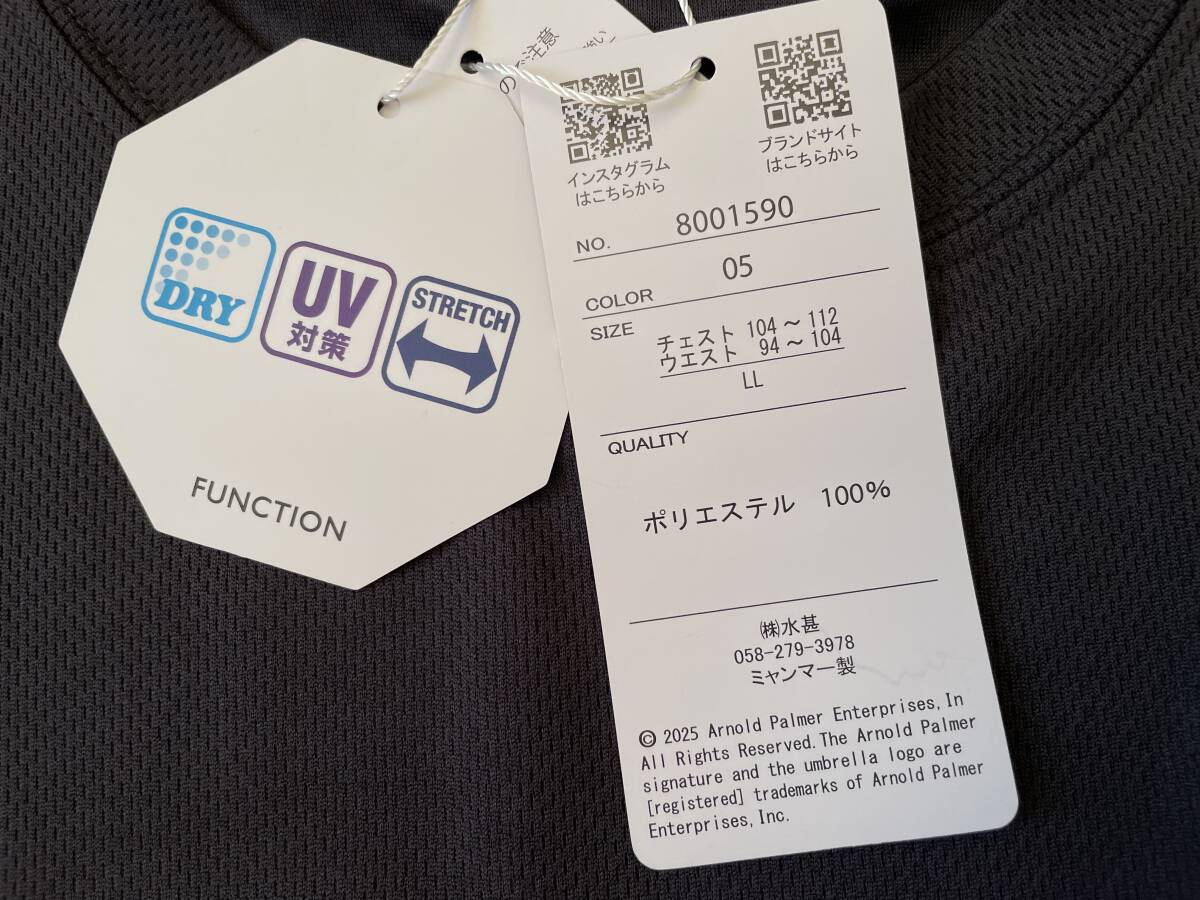 DRY
UV
対策
STRETCH
FUNCTION
ご注意
インスタグラム
はこちらから
ブランドサイト
はこちらから
NO. 8001590
COLOR 05
SIZE チェスト 104 ~ 112
ウエスト 94 ~ 104
LL
QUALITY
ポリエステル 100%
㈱水甚
058-279-3978
ミャンマー製
© 2025 Arnold Palmer Enterprises, In
All Rights Reserved. The Arnold Palmer
signature and the umbrella logo are
[registered] trademarks of Arnold Palmer
Enterprises, Inc.